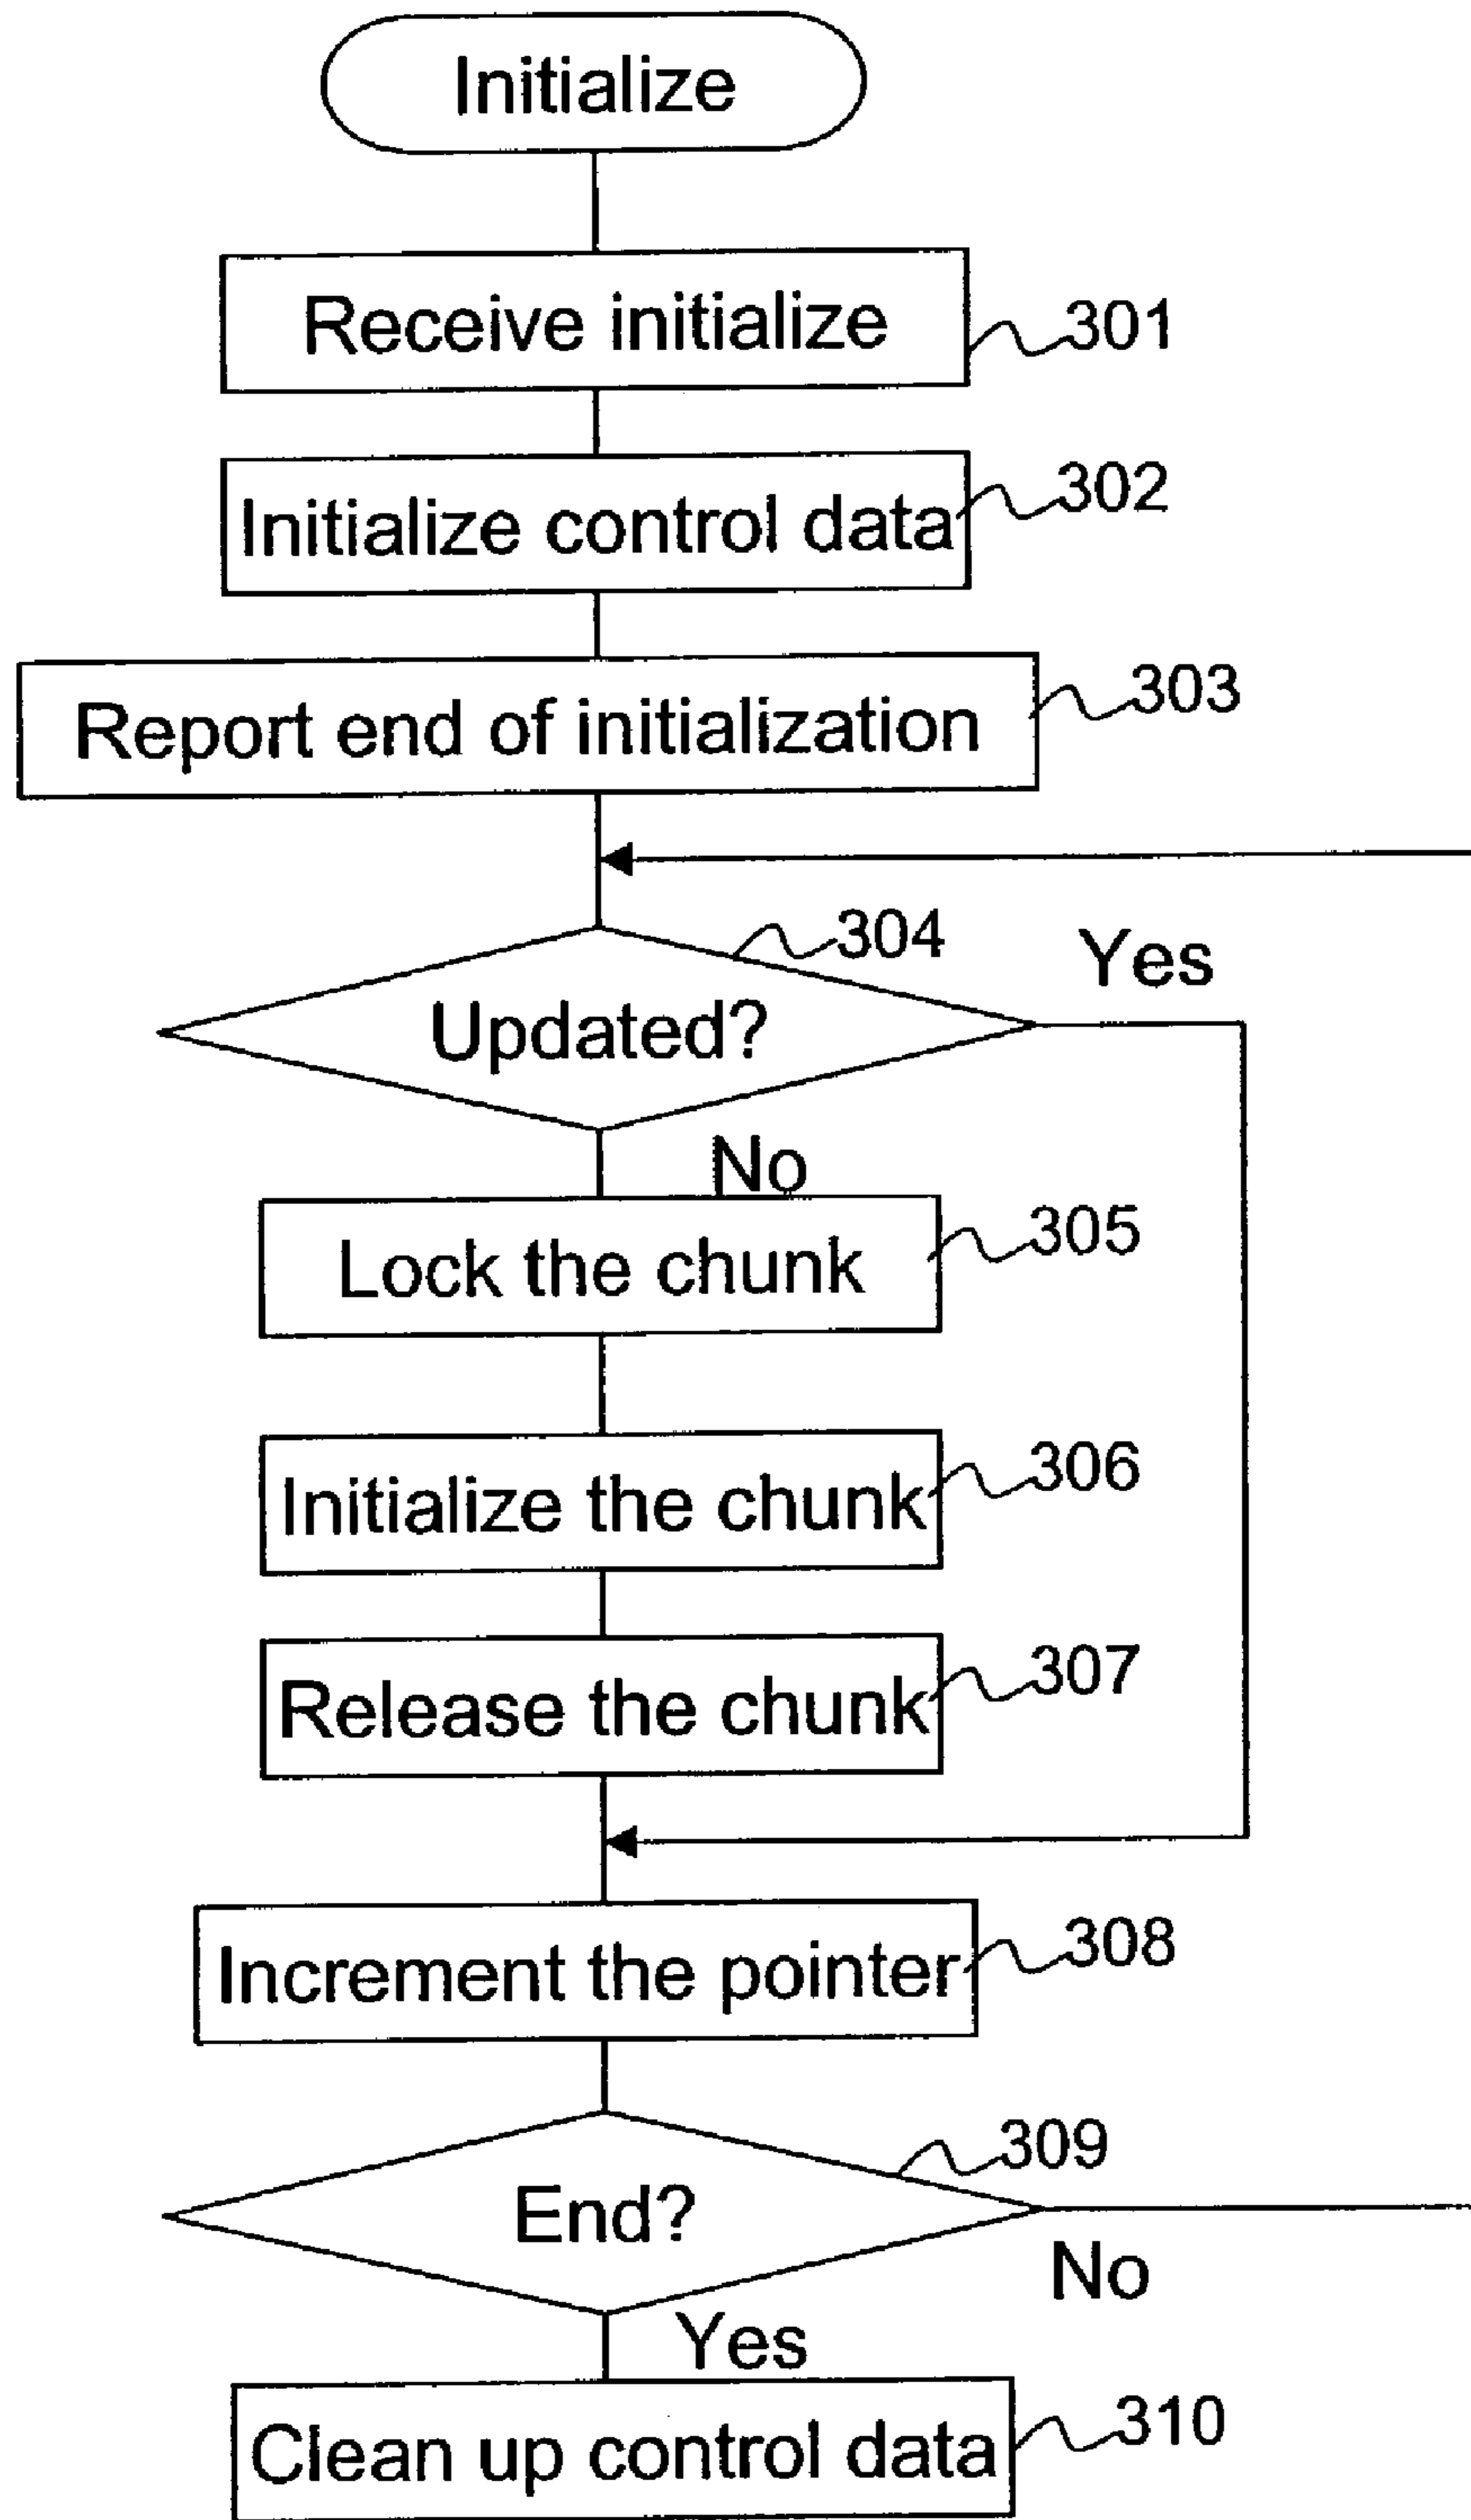 Initialize
Receive initialize
301
Initialize control data
302
Report end of initialization
303
304
Yes
Updated?
No
Lock the chunk
305
Initialize the chunk
306
Release the chunk
307
Increment the pointer
308
309
End?
No
Yes
Clean up control data
310